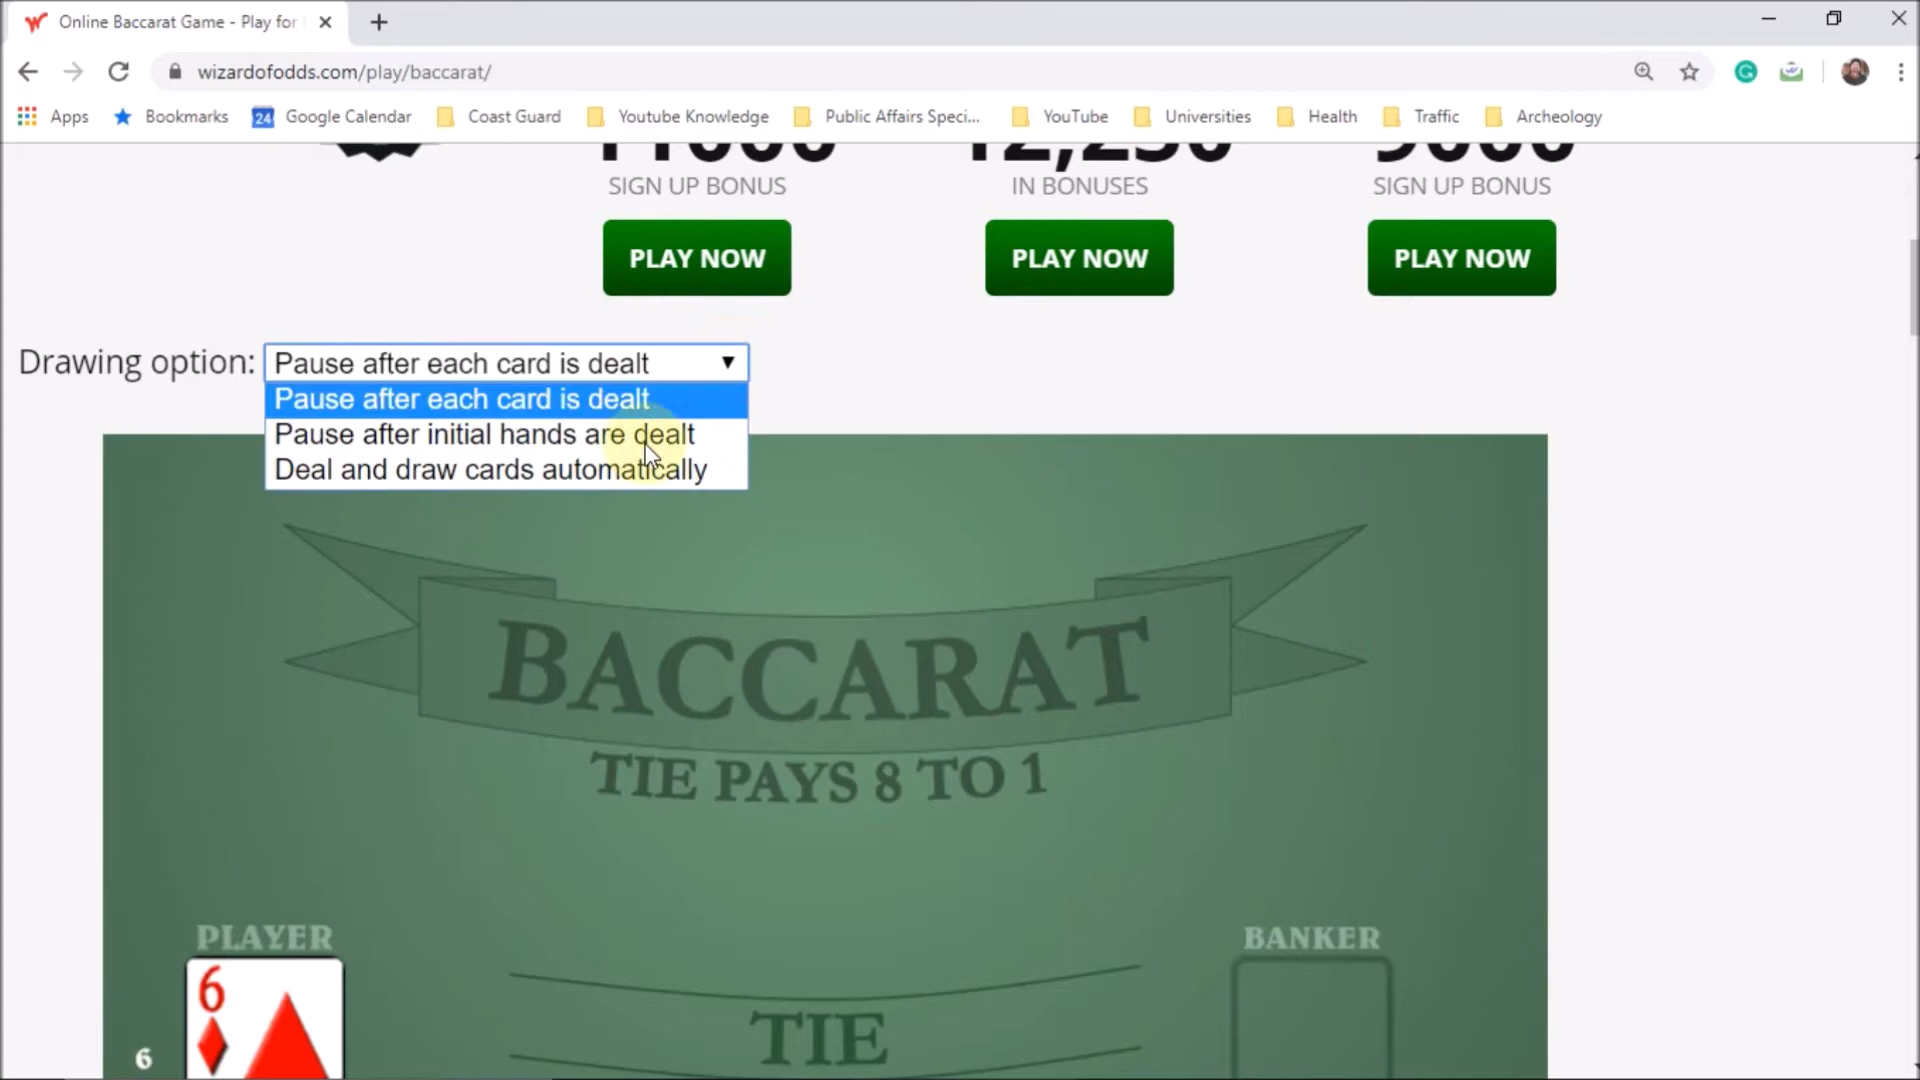 Online Baccarat Game - Play for
wizardofodds.com/play/baccarat/
Apps Bookmarks 24 Google Calendar Coast Guard Youtube Knowledge Public Affairs Speci... YouTube Universities Health Traffic Archeology
12,250
SIGN UP BONUS IN BONUSES SIGN UP BONUS
PLAY NOW PLAY NOW PLAY NOW
Drawing option: Pause after each card is dealt
Pause after each card is dealt
Pause after initial hands are dealt
Deal and draw cards automatically
BACCARAT
TIE PAYS 8 TO 1
PLAYER BANKER
6
TIE
6